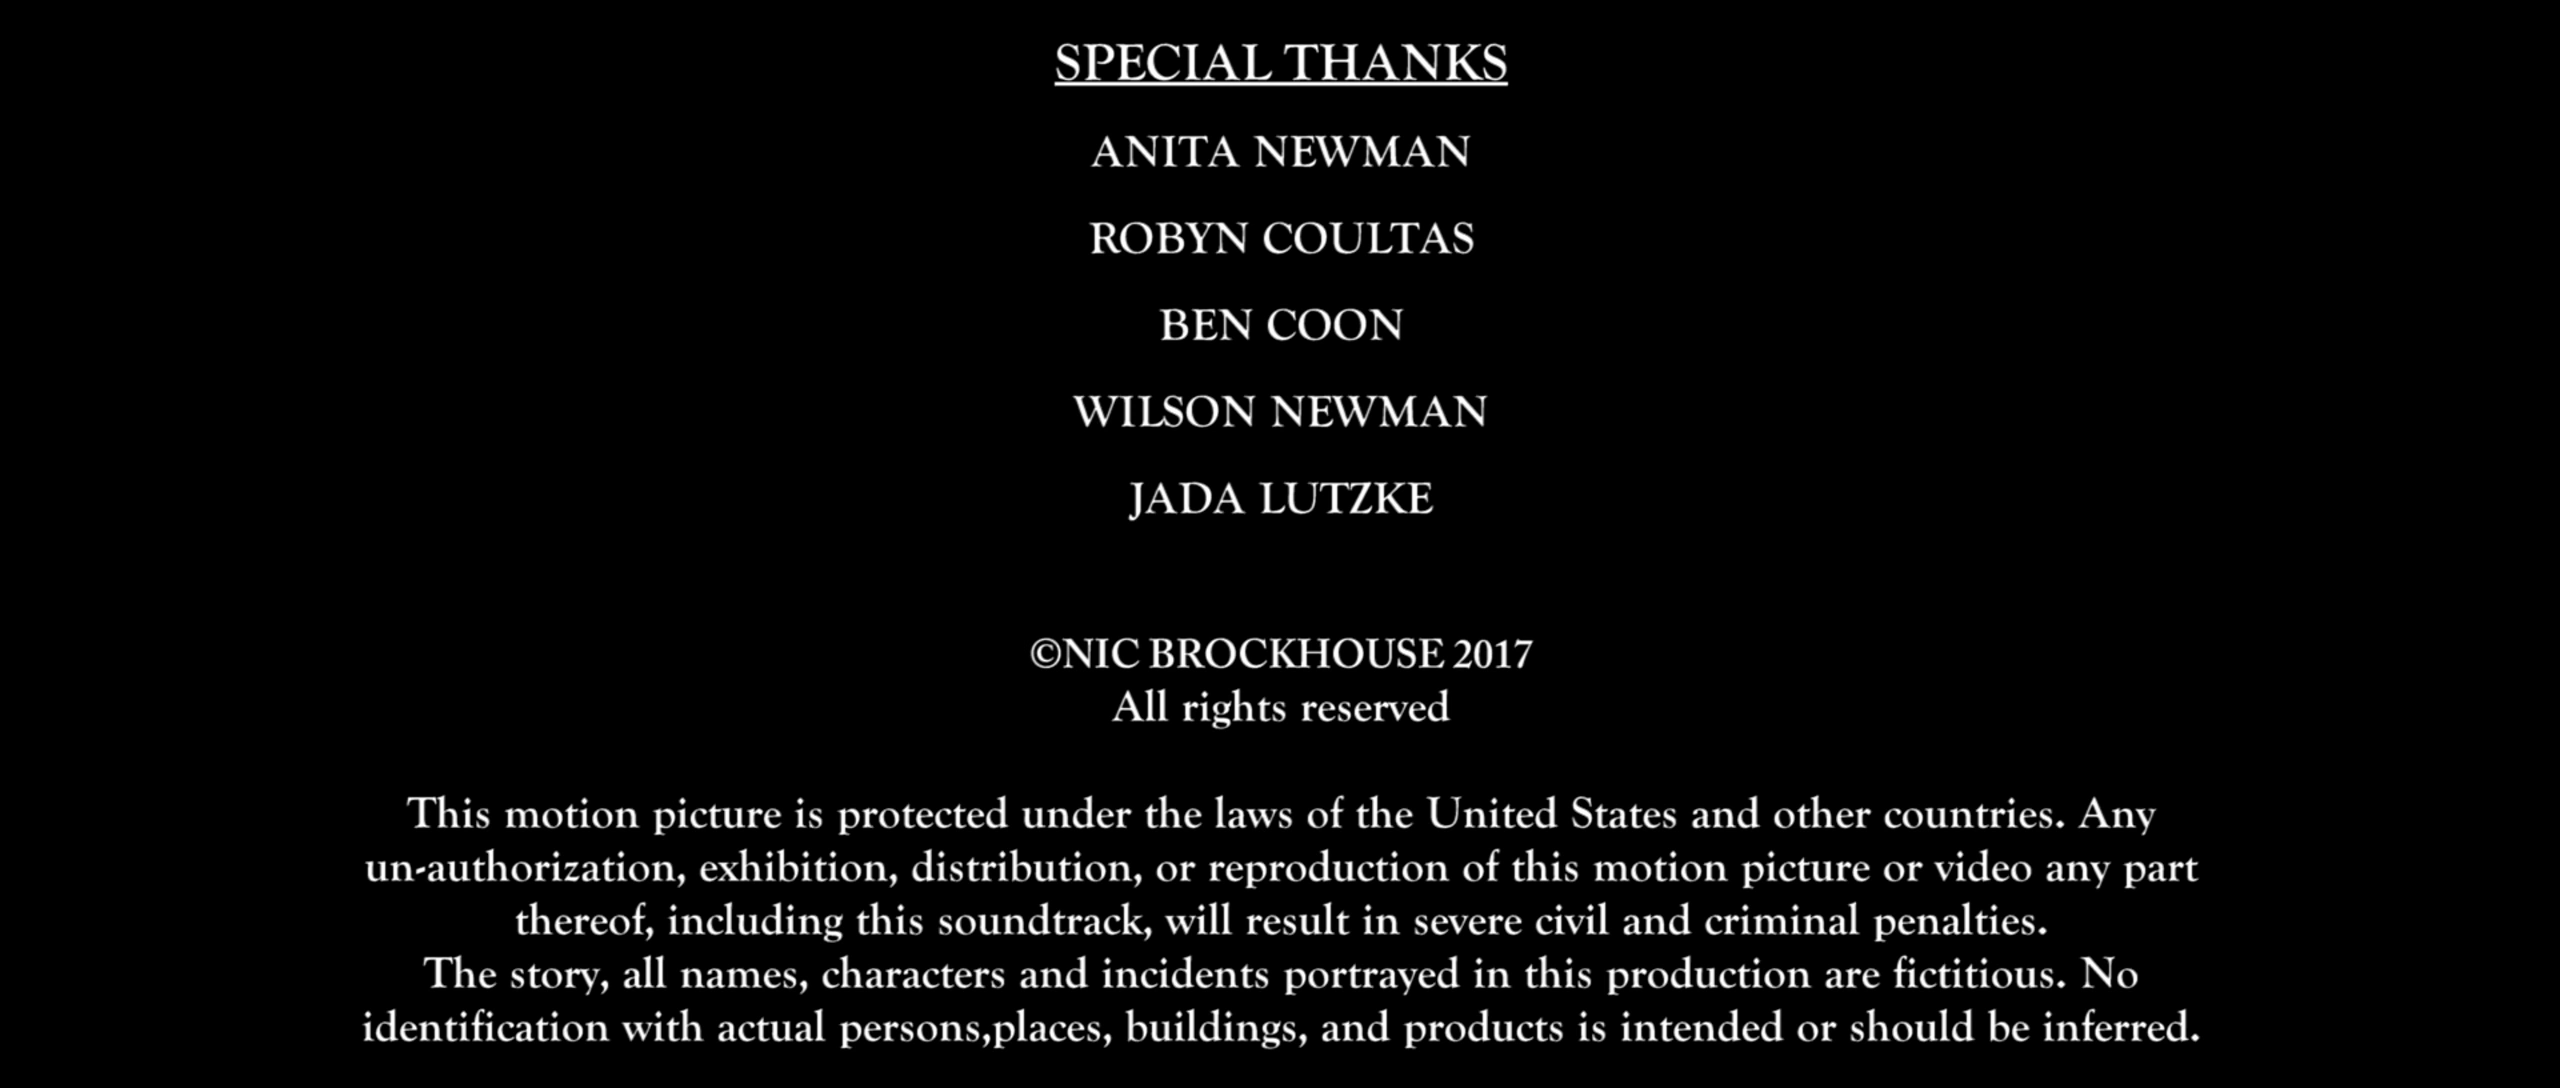 SPECIAL THANKS
ANITA NEWMAN
ROBYN COULTAS
BEN COON
WILSON NEWMAN
JADA LUTZKE
©NIC BROCKHOUSE 2017
All rights reserved
This motion picture is protected under the laws of the United States and other countries. Any
un-authorization, exhibition, distribution, or reproduction of this motion picture or video any part
thereof, including this soundtrack, will result in severe civil and criminal penalties.
The story, all names, characters and incidents portrayed in this production are fictitious. No
identification with actual persons,places, buildings, and products is intended or should be inferred.